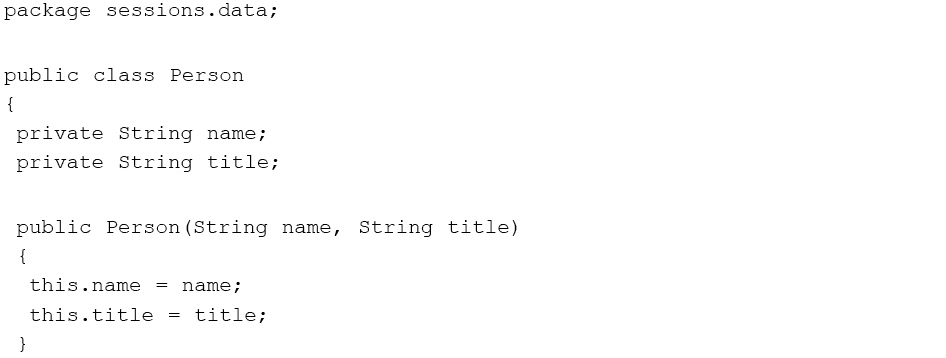 package sessions.data;
public class Person
{
private String name;
private String title;
public Person(String name, String title)
{
this.name = name;
this.title = title;
}